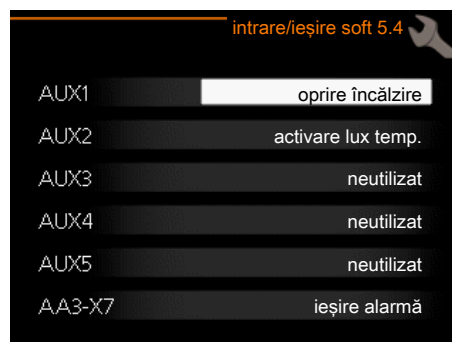 intrare/ieșire soft 5.4
AUX1 oprire încălzire
AUX2 activare lux temp.
AUX3 neutilizat
AUX4 neutilizat
AUX5 neutilizat
AA3-X7 ieșire alarmă